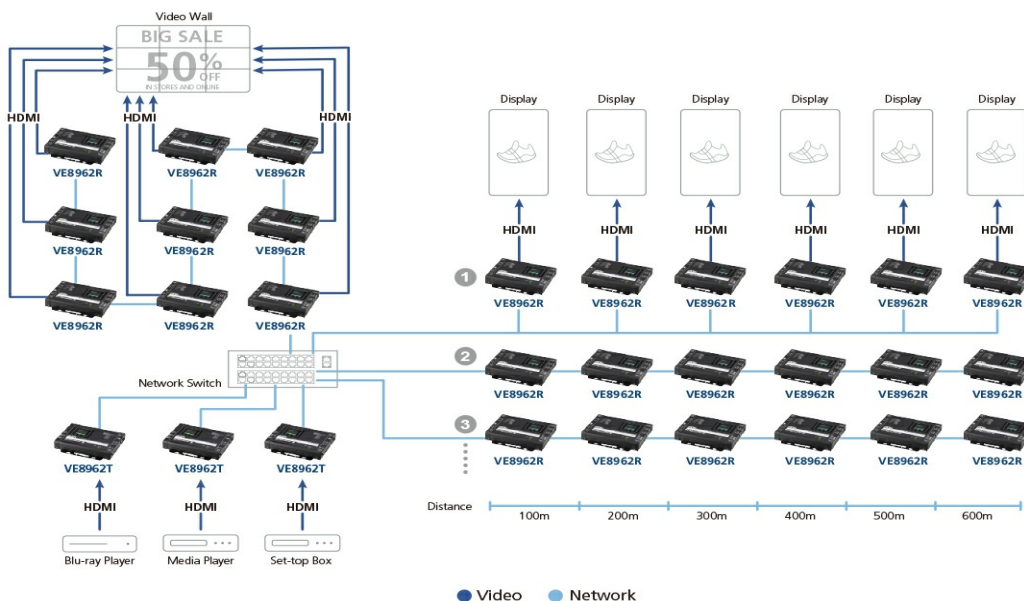 Video Wall
BIG SALE
50% OFF
IN STORES AND ONLINE
HDMI HDMI HDMI
VE8962R VE8962R VE8962R
VE8962R VE8962R VE8962R
VE8962R VE8962R VE8962R
Network Switch
VE8962T VE8962T VE8962T
HDMI HDMI HDMI
Blu-ray Player Media Player Set-top Box
Display Display Display Display Display Display
HDMI HDMI HDMI HDMI HDMI HDMI
1
VE8962R VE8962R VE8962R VE8962R VE8962R VE8962R
2
VE8962R VE8962R VE8962R VE8962R VE8962R VE8962R
3
VE8962R VE8962R VE8962R VE8962R VE8962R VE8962R
Distance 100m 200m 300m 400m 500m 600m
Video Network